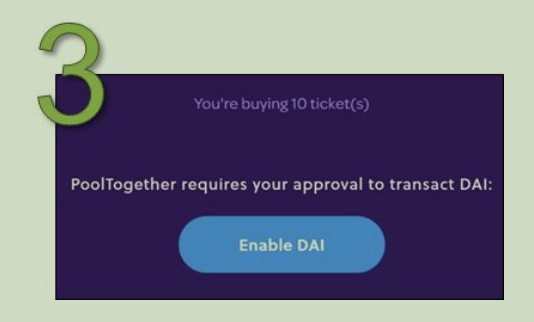 3
You're buying 10 ticket(s)
PoolTogether requires your approval to transact DAI:
Enable DAI